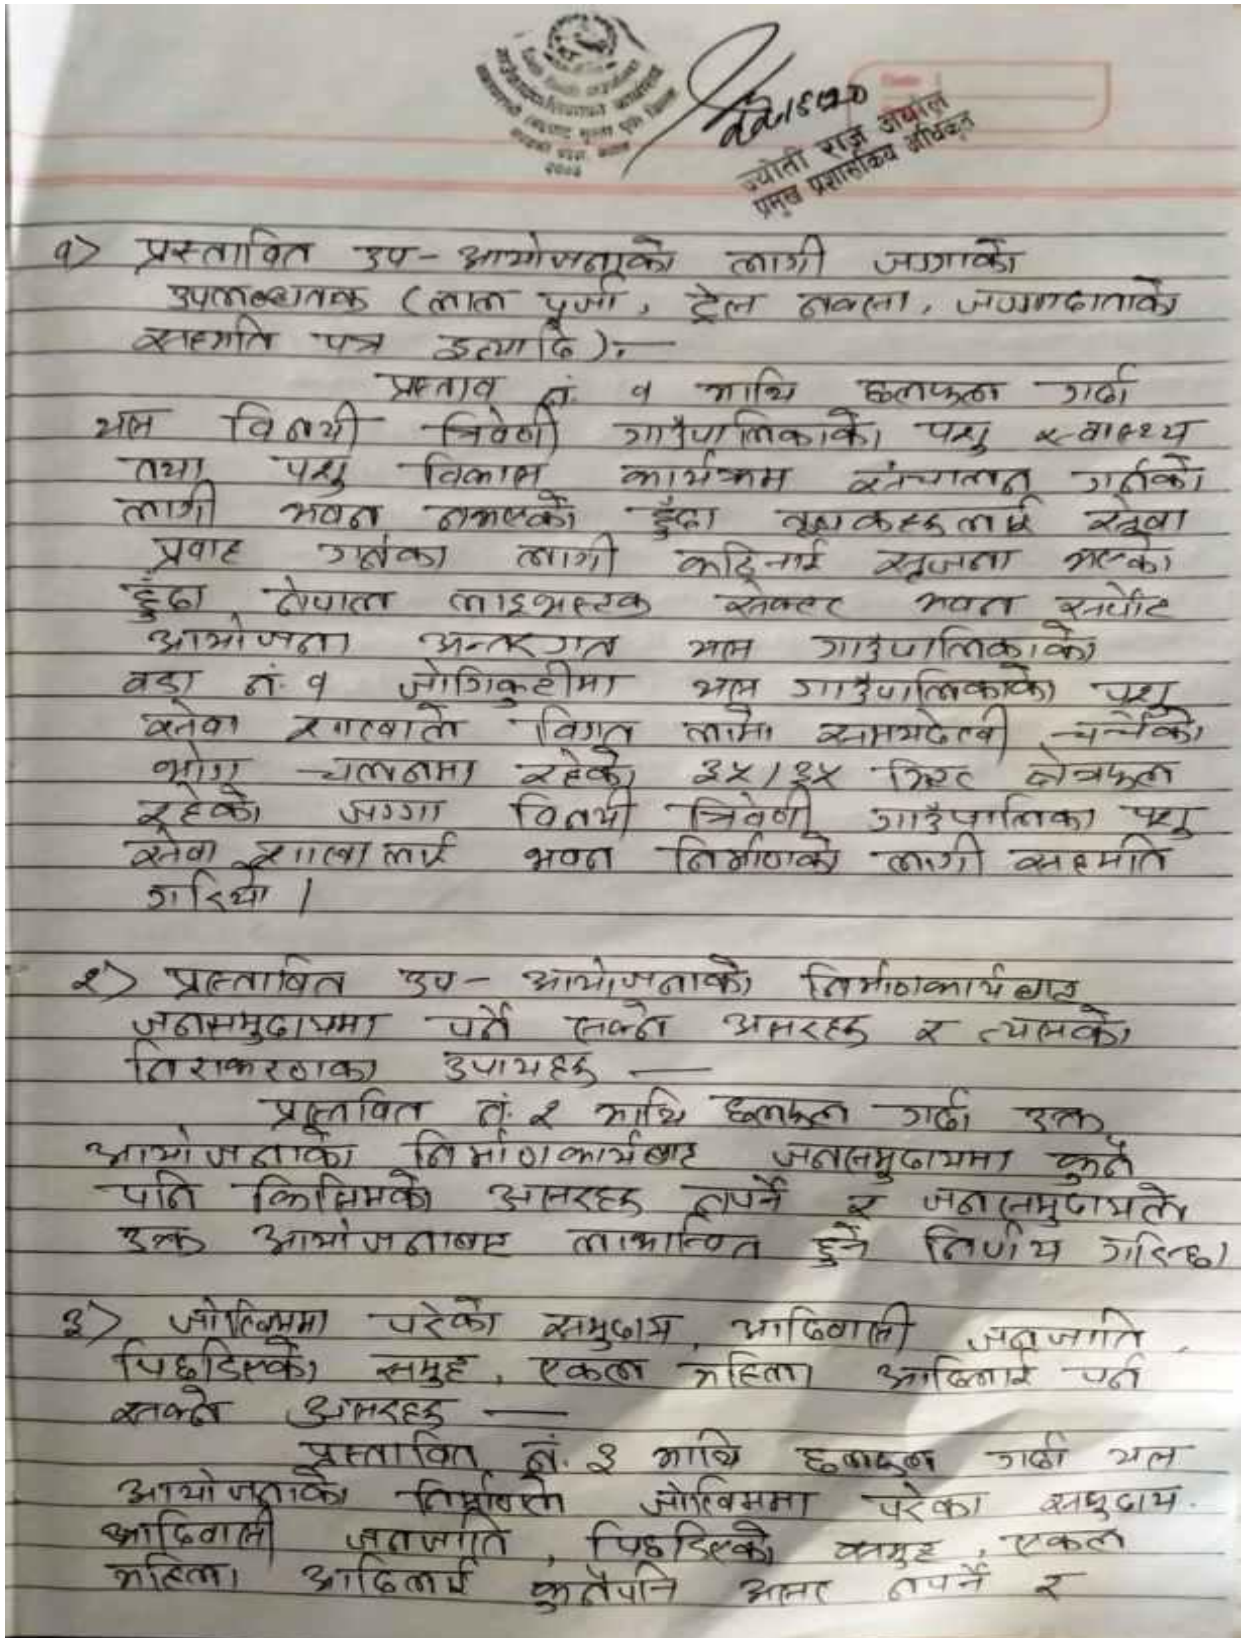 ज्योती राज अर्याल
प्रमुख प्रशासकिय अधिकृत
१) प्रस्तावित उप-आयोजनाको लागी जग्गाको
उपलब्धातक (लाल पूर्जा, ट्रेल नक्सा, जग्गादाताको
सहमति पत्र इत्यादि):—
प्रस्ताव नं. १ माथि छलफल गर्दा
यस विनयी त्रिवेणी गाउँपालिकाको पशु स्वास्थ्य
तथा पशु विकास कार्यक्रम संचालन गर्नको
लागी भवन नभएको हुँदा कृषकहरुलाई सेवा
प्रवाह गर्नका लागी कठिनाई सृजना भएको
हुँदा नेपाल लाइभस्टक सेक्टर भवन सर्पोट
आयोजना अन्तरगत यस गाउँपालिकाको
वडा नं. १ जोगिकुटीमा यस गाउँपालिकाको पशु
सेवा शाखाले विगत लामो समयदेखी चर्चेको
भोग चलनमा रहेको ३५/३५ फिट क्षेत्रफल
रहेको जग्गा विनयी त्रिवेणी गाउँपालिका पशु
सेवा शाखालाई भवन निर्माणको लागी सहमति
गरियो ।
२) प्रस्तावित उप-आयोजनाको निर्माणकार्यबाट
जनसमुदायमा पर्न सक्ने असरहरु र त्यसको
निराकरणका उपायहरु —
प्रस्तावित नं. २ माथि छलफल गर्दा उक्त
आयोजनाको निर्माणकार्यबाट जनसमुदायमा कुनै
पनि किसिमको असरहरु नपर्ने र जनसमुदायले
उक्त आयोजनाबाट लाभान्वित हुने निर्णय गरिन्छ।
३) जोखिममा परेको समुदाय, आदिवासी जनजाति,
पिछडिएको समुह, एकल महिला आदिलाई पर्न
सक्ने असरहरु —
प्रस्तावित नं. ३ माथि छलफल गर्दा यस
आयोजनाको निर्माणले जोखिममा परेका समुदाय.
आदिवासी जनजाति, पिछडिएको समुह, एकल
महिला आदिलाई कुनैपनि असर नपर्ने र